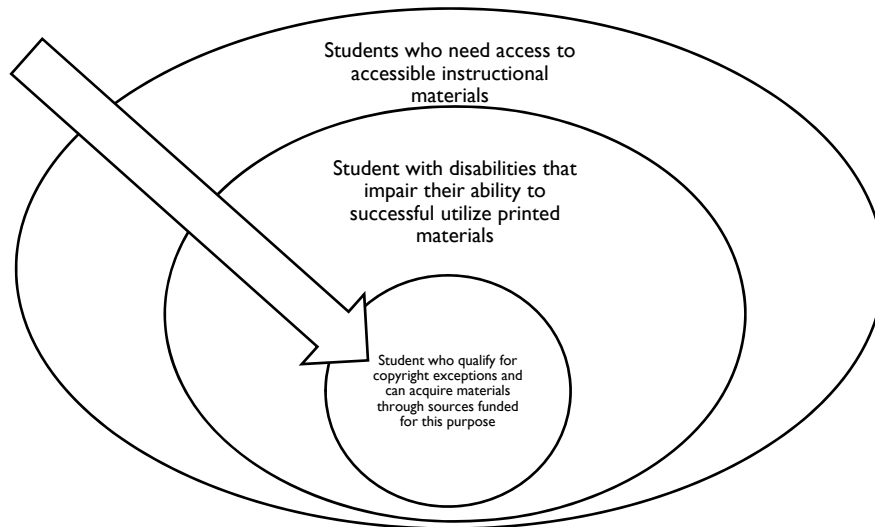 Students who need access to
accessible instructional
materials
Student with disabilities that
impair their ability to
successful utilize printed
materials
Student who qualify for
copyright exceptions and
can acquire materials
through sources funded
for this purpose